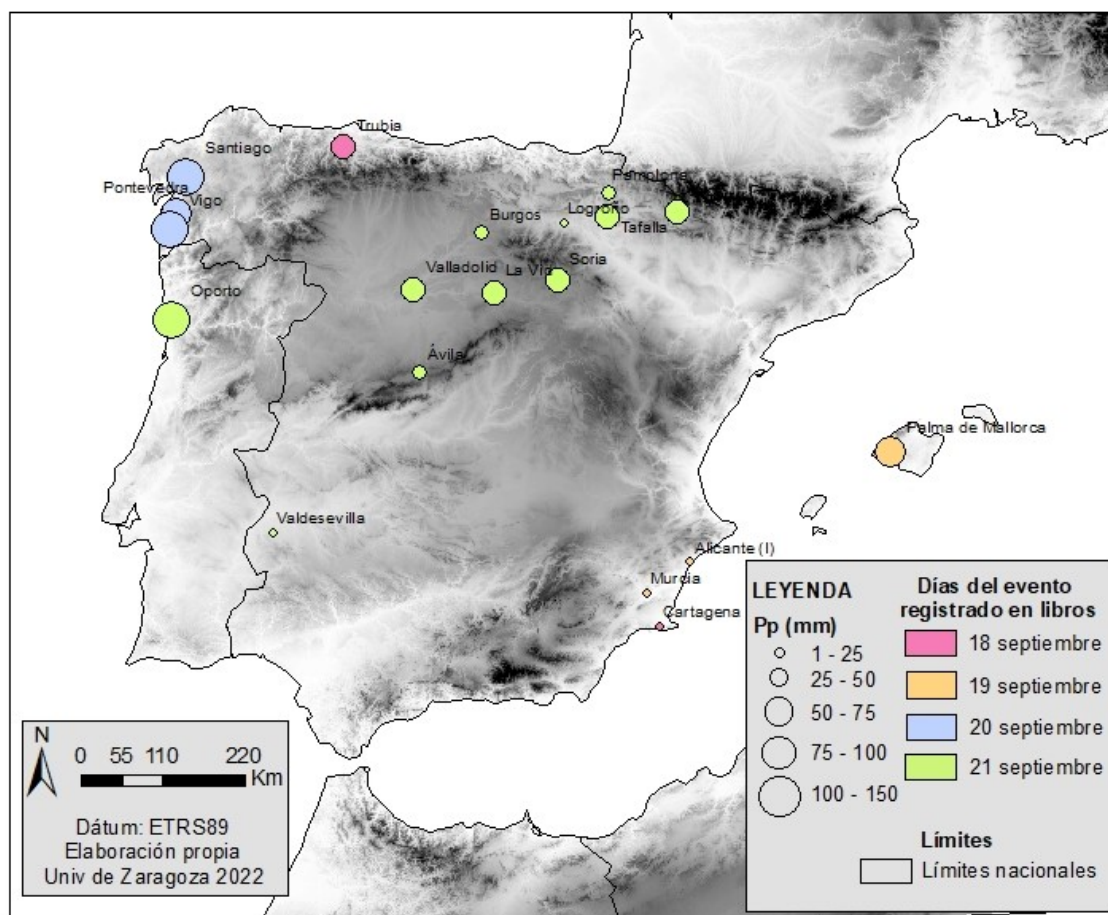 Trubia
Santiago
Pontevedra
Vigo
Pamplona
Burgos
Logroño
Tafalla
Soria
Valladolid
La Vid
Oporto
Ávila
Palma de Mallorca
Valdesevilla
Alicante (I)
Murcia
Cartagena
LEYENDA
Pp (mm)
1 - 25
25 - 50
50 - 75
75 - 100
100 - 150
Días del evento
registrado en libros
18 septiembre
19 septiembre
20 septiembre
21 septiembre
Límites
Límites nacionales
N
0 55 110 220
Km
Dátum: ETRS89
Elaboración propia
Univ de Zaragoza 2022